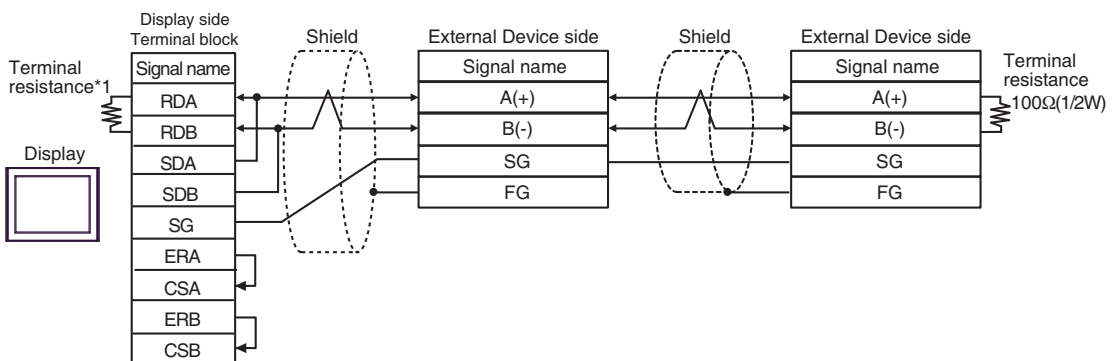 Display side
Terminal block
Shield
External Device side
Shield
External Device side
Terminal
resistance*1
Signal name
RDA
RDB
SDA
SDB
SG
ERA
CSA
ERB
CSB
Display
Signal name
A(+)
B(-)
SG
FG
Signal name
A(+)
B(-)
SG
FG
Terminal
resistance
100Ω(1/2W)